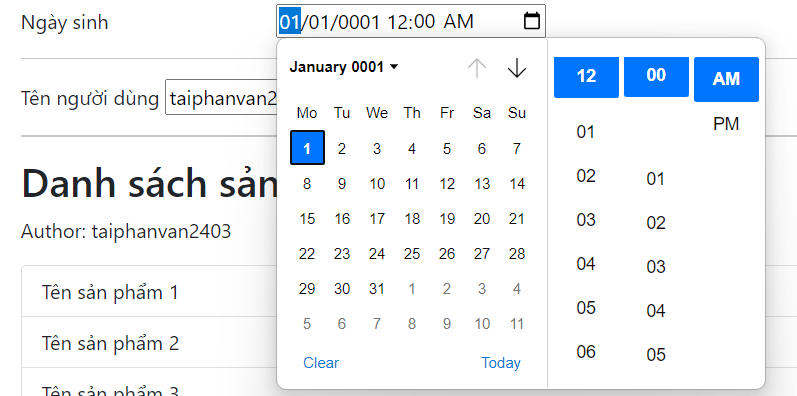 Ngày sinh 01/01/0001 12:00 AM
January 0001
Mo Tu We Th Fr Sa Su
1 2 3 4 5 6 7
8 9 10 11 12 13 14
15 16 17 18 19 20 21
22 23 24 25 26 27 28
29 30 31 1 2 3 4
5 6 7 8 9 10 11
Clear Today
12 00 AM
01 PM
02 01
03 02
04 03
05 04
06 05
Tên người dùng taiphanvan2
Danh sách sản
Author: taiphanvan2403
Tên sản phẩm 1
Tên sản phẩm 2
Tên sản phẩm 3